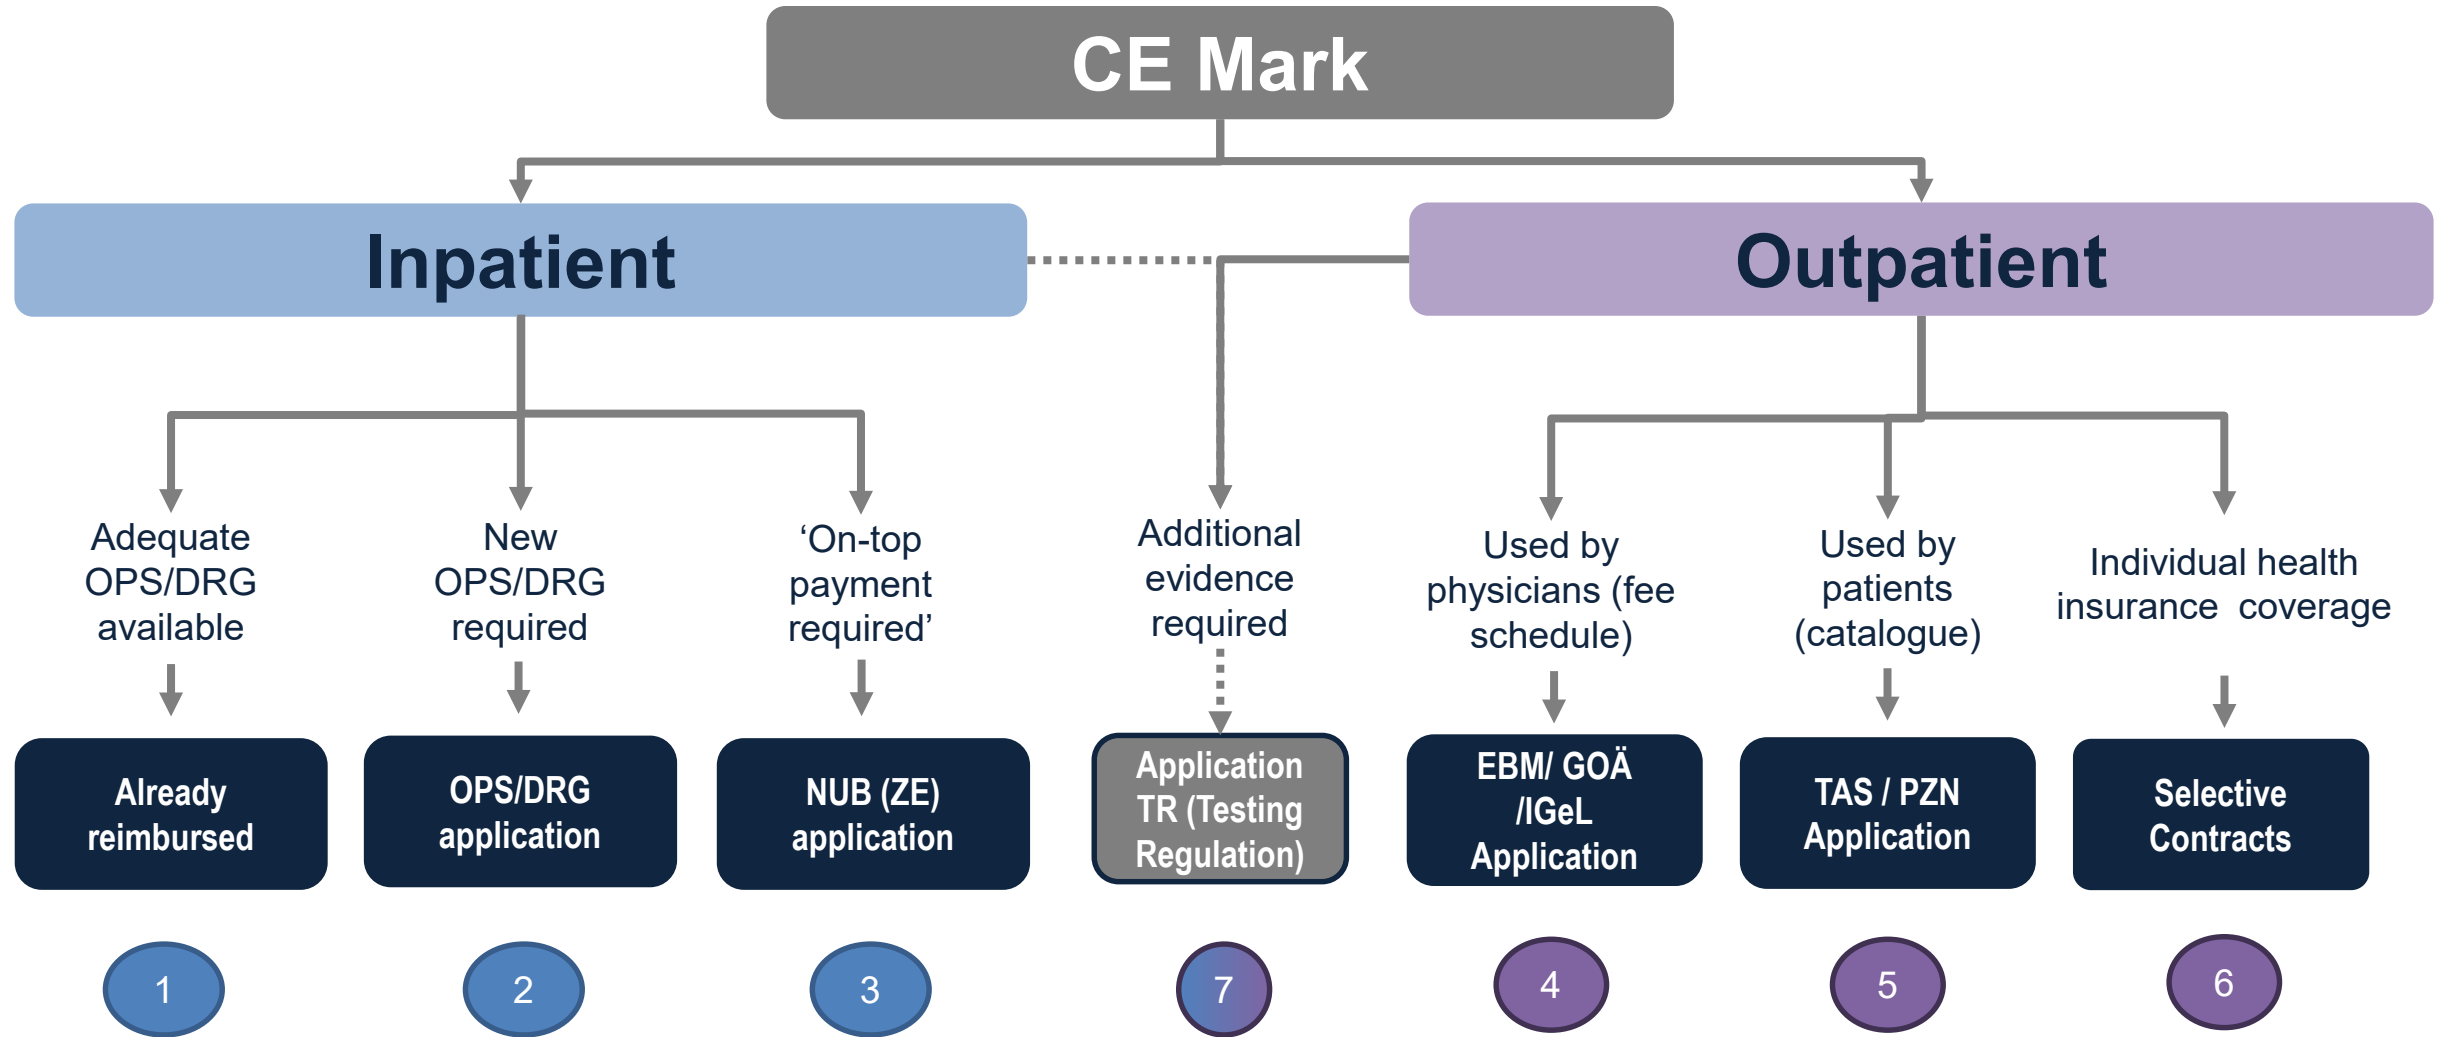 CE Mark
Inpatient
Outpatient
Adequate
OPS/DRG
available
New
OPS/DRG
required
‘On-top
payment
required’
Additional
evidence
required
Used by
physicians (fee
schedule)
Used by
patients
(catalogue)
Individual health
insurance  coverage
Already
reimbursed
OPS/DRG
application
NUB (ZE)
application
Application
TR (Testing
Regulation)
EBM/ GOÄ
/IGeL
Application
TAS / PZN
Application
Selective
Contracts
1
2
3
7
4
5
6